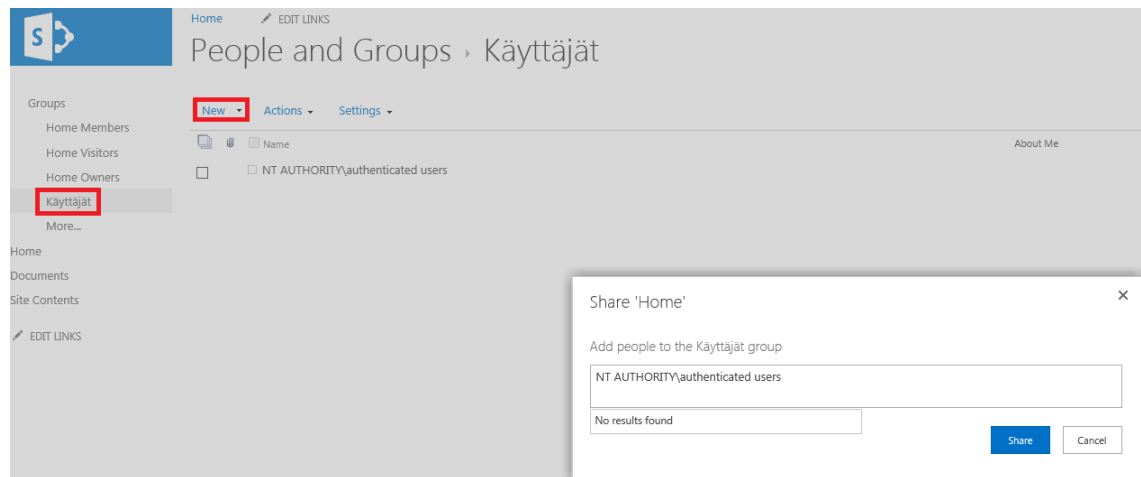 S
Home EDIT LINKS
People and Groups › Käyttäjät
Groups
Home Members
Home Visitors
Home Owners
Käyttäjät
More...
Home
Documents
Site Contents
EDIT LINKS
New Actions Settings
Name About Me
NT AUTHORITY\authenticated users
Share 'Home'
Add people to the Käyttäjät group
NT AUTHORITY\authenticated users
No results found
Share Cancel